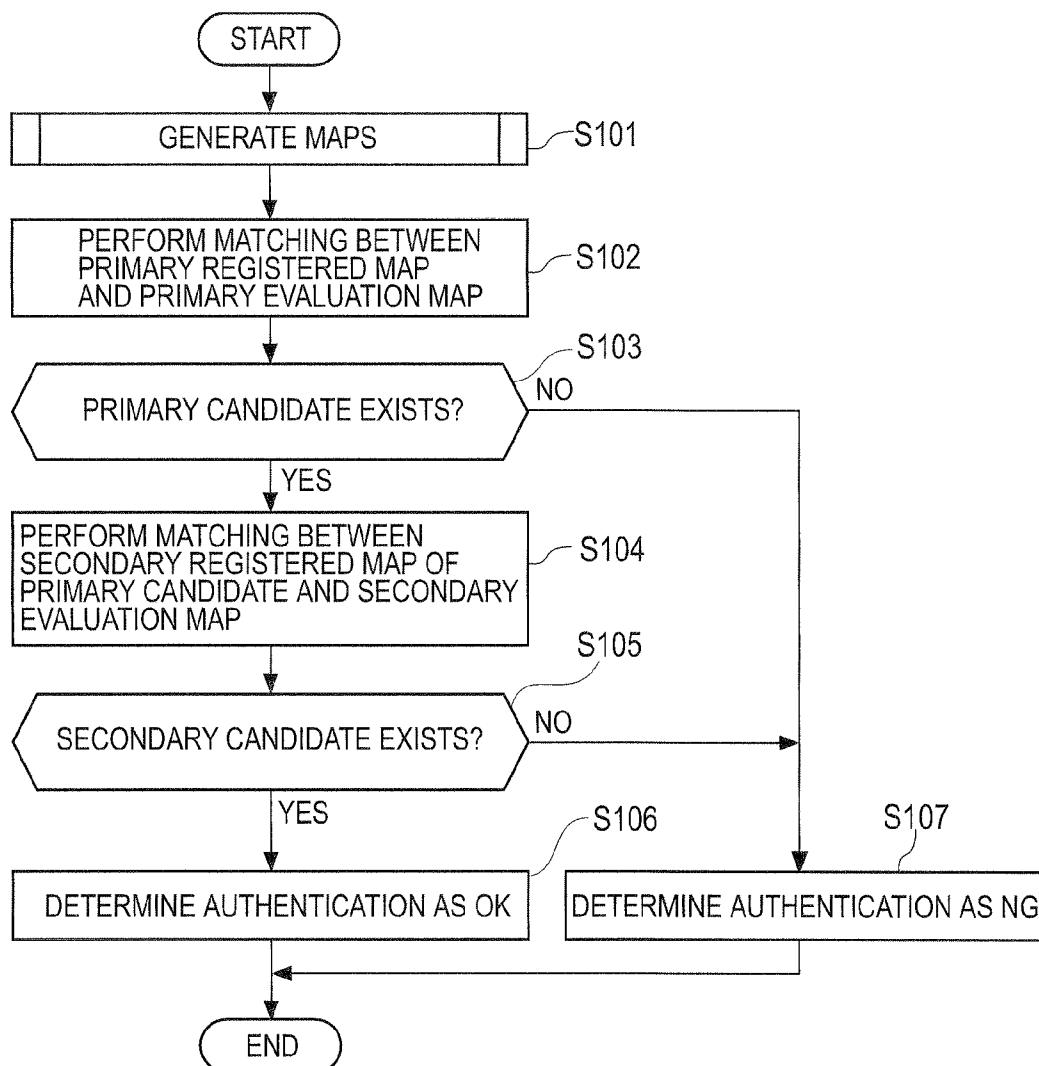 START
GENERATE MAPS
S101
PERFORM MATCHING BETWEEN
PRIMARY REGISTERED MAP
AND PRIMARY EVALUATION MAP
S102
S103
PRIMARY CANDIDATE EXISTS?
NO
YES
PERFORM MATCHING BETWEEN
SECONDARY REGISTERED MAP OF
PRIMARY CANDIDATE AND SECONDARY
EVALUATION MAP
S104
S105
SECONDARY CANDIDATE EXISTS?
NO
YES
S106
S107
DETERMINE AUTHENTICATION AS OK
DETERMINE AUTHENTICATION AS NG
END